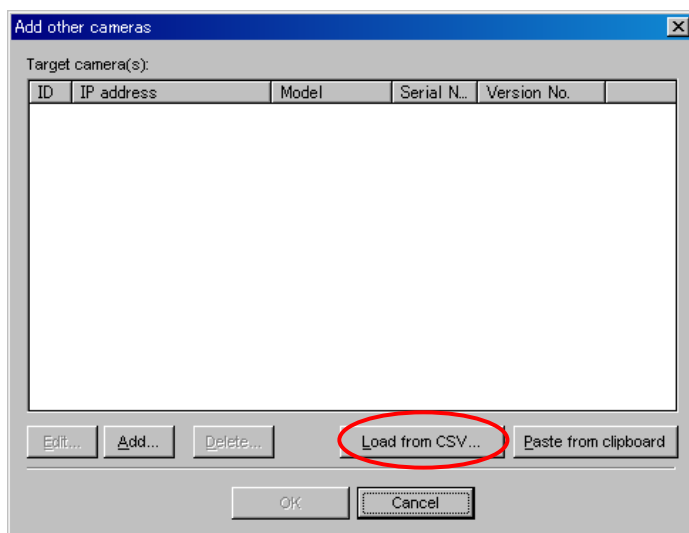 Add other cameras
Target camera(s):
ID IP address Model Serial N... Version No.
Edit... Add... Delete... Load from CSV... Paste from clipboard
OK Cancel